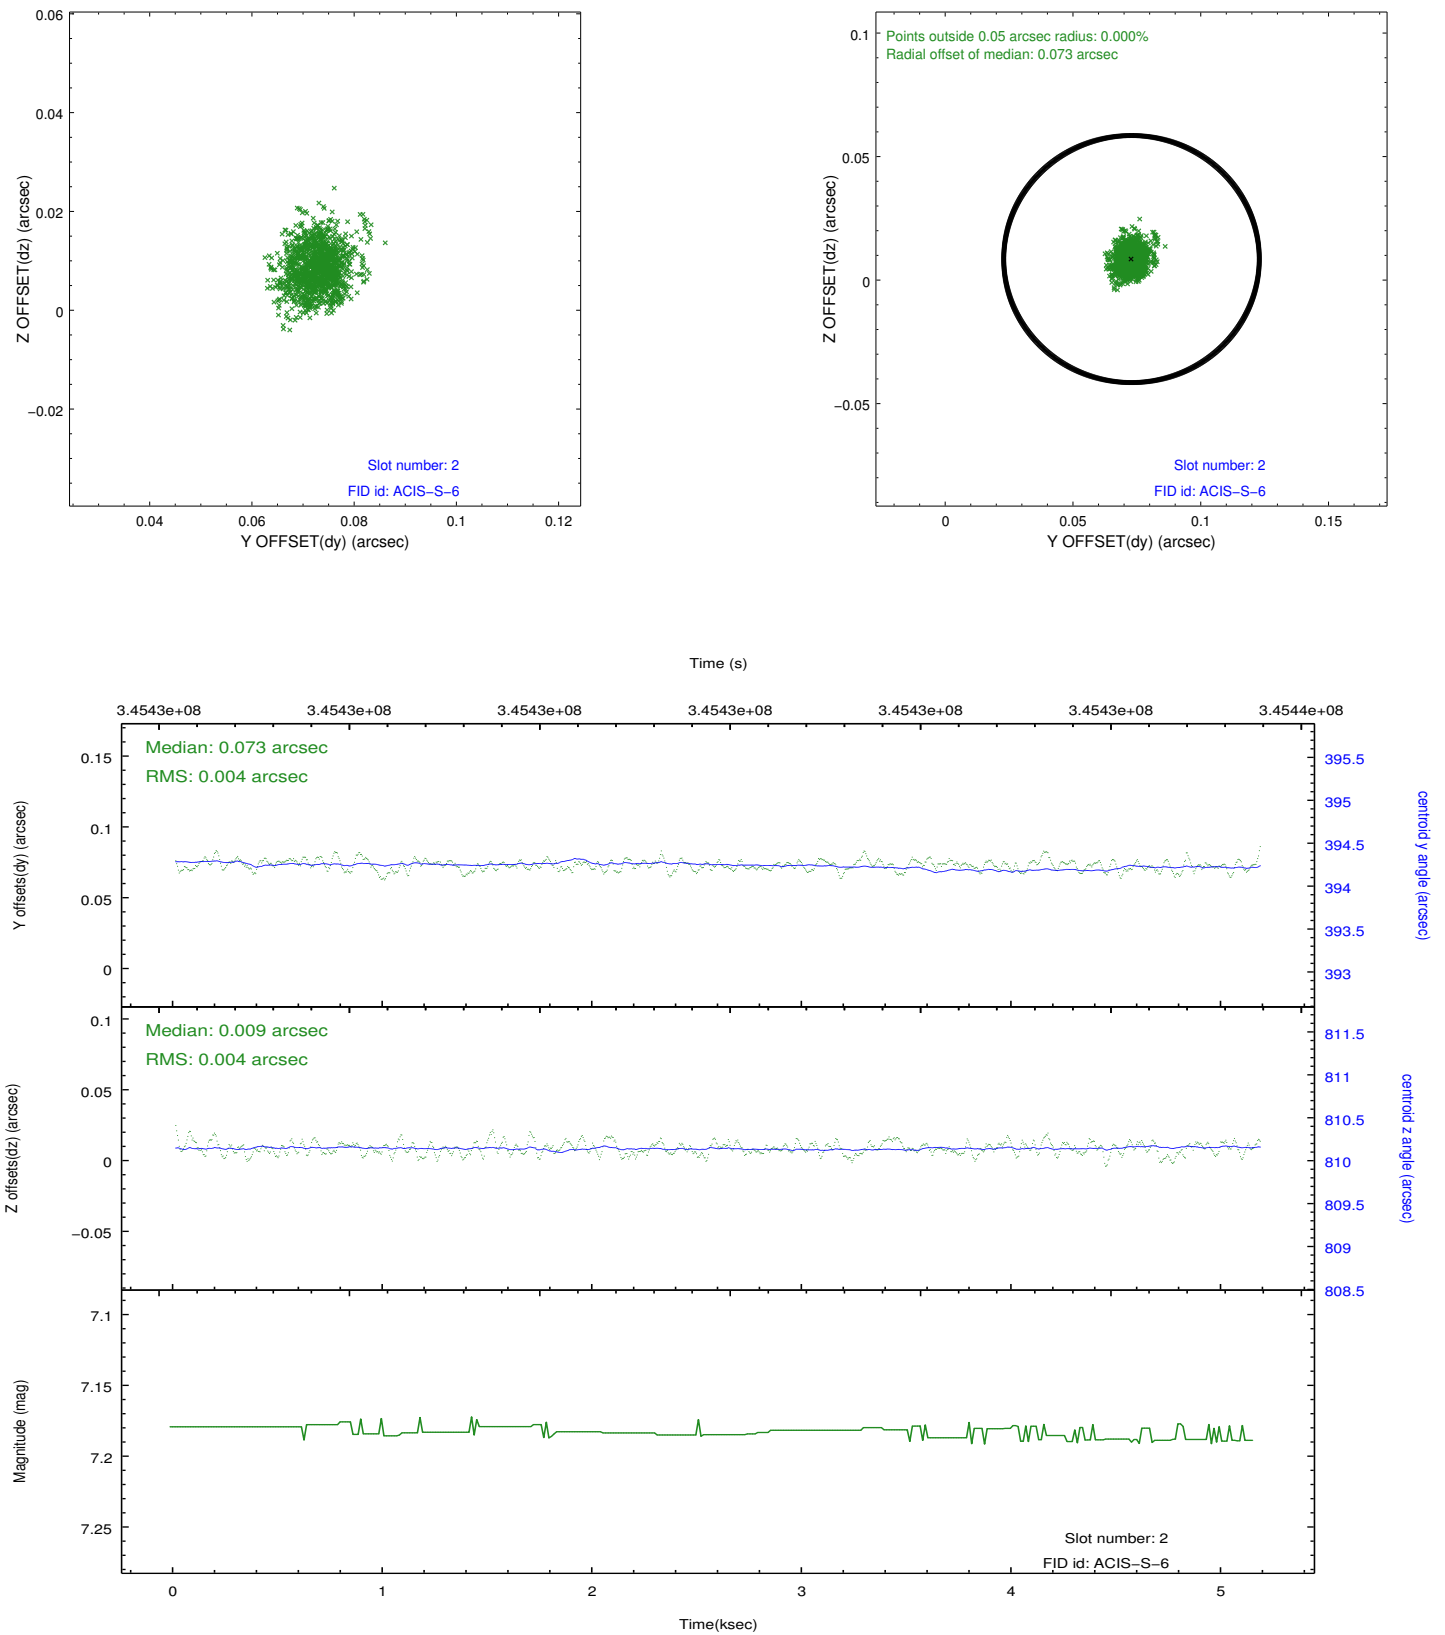 0.06
0.04
0.02
0
−0.02
Z OFFSET(dz) (arcsec)
Slot number: 2
FID id: ACIS−S−6
0.04 0.06 0.08 0.1 0.12
Y OFFSET(dy) (arcsec)
Points outside 0.05 arcsec radius: 0.000%
Radial offset of median: 0.073 arcsec
0.1
0.05
0
−0.05
Z OFFSET(dz) (arcsec)
Slot number: 2
FID id: ACIS−S−6
0 0.05 0.1 0.15
Y OFFSET(dy) (arcsec)
Time (s)
3.4543e+08 3.4543e+08 3.4543e+08 3.4543e+08 3.4543e+08 3.4543e+08 3.4544e+08
Median: 0.073 arcsec
RMS: 0.004 arcsec
0.15
0.1
0.05
0
Y offsets(dy) (arcsec)
395.5
395
394.5
394
393.5
393
centroid y angle (arcsec)
Median: 0.009 arcsec
RMS: 0.004 arcsec
0.1
0.05
0
−0.05
Z offsets(dz) (arcsec)
811.5
811
810.5
810
809.5
809
808.5
centroid z angle (arcsec)
7.1
7.15
7.2
7.25
Magnitude (mag)
Slot number: 2
FID id: ACIS−S−6
0 1 2 3 4 5
Time(ksec)